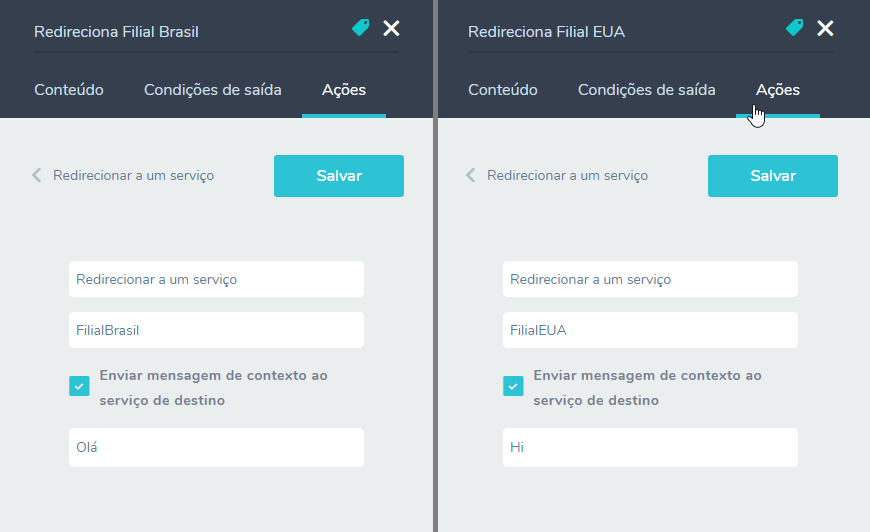 Redireciona Filial Brasil
Conteúdo Condições de saída Ações
Redirecionar a um serviço Salvar
Redirecionar a um serviço
FilialBrasil
Enviar mensagem de contexto ao
serviço de destino
Olá
Redireciona Filial EUA
Conteúdo Condições de saída Ações
Redirecionar a um serviço Salvar
Redirecionar a um serviço
FilialEUA
Enviar mensagem de contexto ao
serviço de destino
Hi